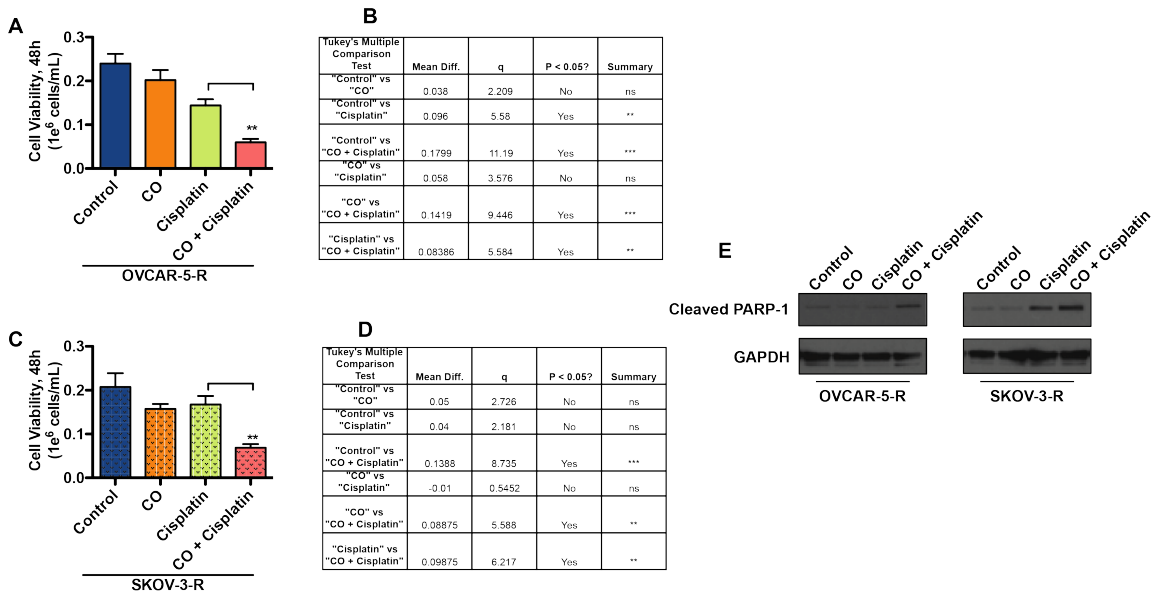 A
Cell Viability, 48h
(1e⁶ cells/mL)
0.3
0.2
0.1
0.0
**
Control
CO
Cisplatin
CO + Cisplatin
OVCAR-5-R
B
Tukey's Multiple
Comparison
Test Mean Diff. q P < 0.05? Summary
"Control" vs
"CO" 0.038 2.209 No ns
"Control" vs
"Cisplatin" 0.096 5.58 Yes **
"Control" vs
"CO + Cisplatin" 0.1799 11.19 Yes ***
"CO" vs
"Cisplatin" 0.058 3.576 No ns
"CO" vs
"CO + Cisplatin" 0.1419 9.446 Yes ***
"Cisplatin" vs
"CO + Cisplatin" 0.08386 5.584 Yes **
C
Cell Viability, 48h
(1e⁶ cells/mL)
0.3
0.2
0.1
0.0
**
Control
CO
Cisplatin
CO + Cisplatin
SKOV-3-R
D
Tukey's Multiple
Comparison
Test Mean Diff. q P < 0.05? Summary
"Control" vs
"CO" 0.05 2.726 No ns
"Control" vs
"Cisplatin" 0.04 2.181 No ns
"Control" vs
"CO + Cisplatin" 0.1388 8.735 Yes ***
"CO" vs
"Cisplatin" -0.01 0.5452 No ns
"CO" vs
"CO + Cisplatin" 0.08875 5.588 Yes **
"Cisplatin" vs
"CO + Cisplatin" 0.09875 6.217 Yes **
E
Control
CO
Cisplatin
CO + Cisplatin
Control
CO
Cisplatin
CO + Cisplatin
Cleaved PARP-1
GAPDH
OVCAR-5-R
SKOV-3-R